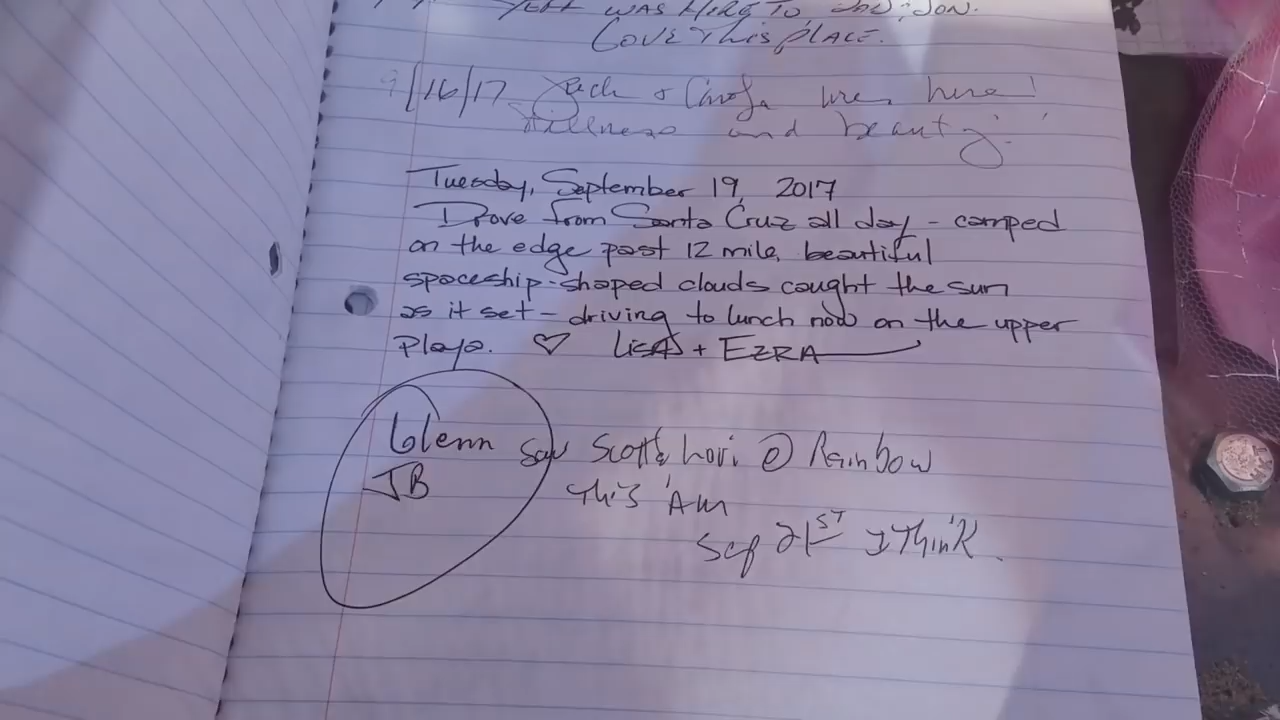 JEFF WAS HERE TO
LOVE THIS PLACE.
9/16/17 were here!
Stillness and beauty.
Tuesday, September 19, 2017
Drove from Santa Cruz all day - camped
on the edge past 12 mile, beautiful
spaceship-shaped clouds caught the sun
as it set - driving to lunch now on the upper
Playa. ♡ LISA + EZRA
Glenn saw Scott & Lori @ Rainbow
JB This AM
Sep 21ST I Think.